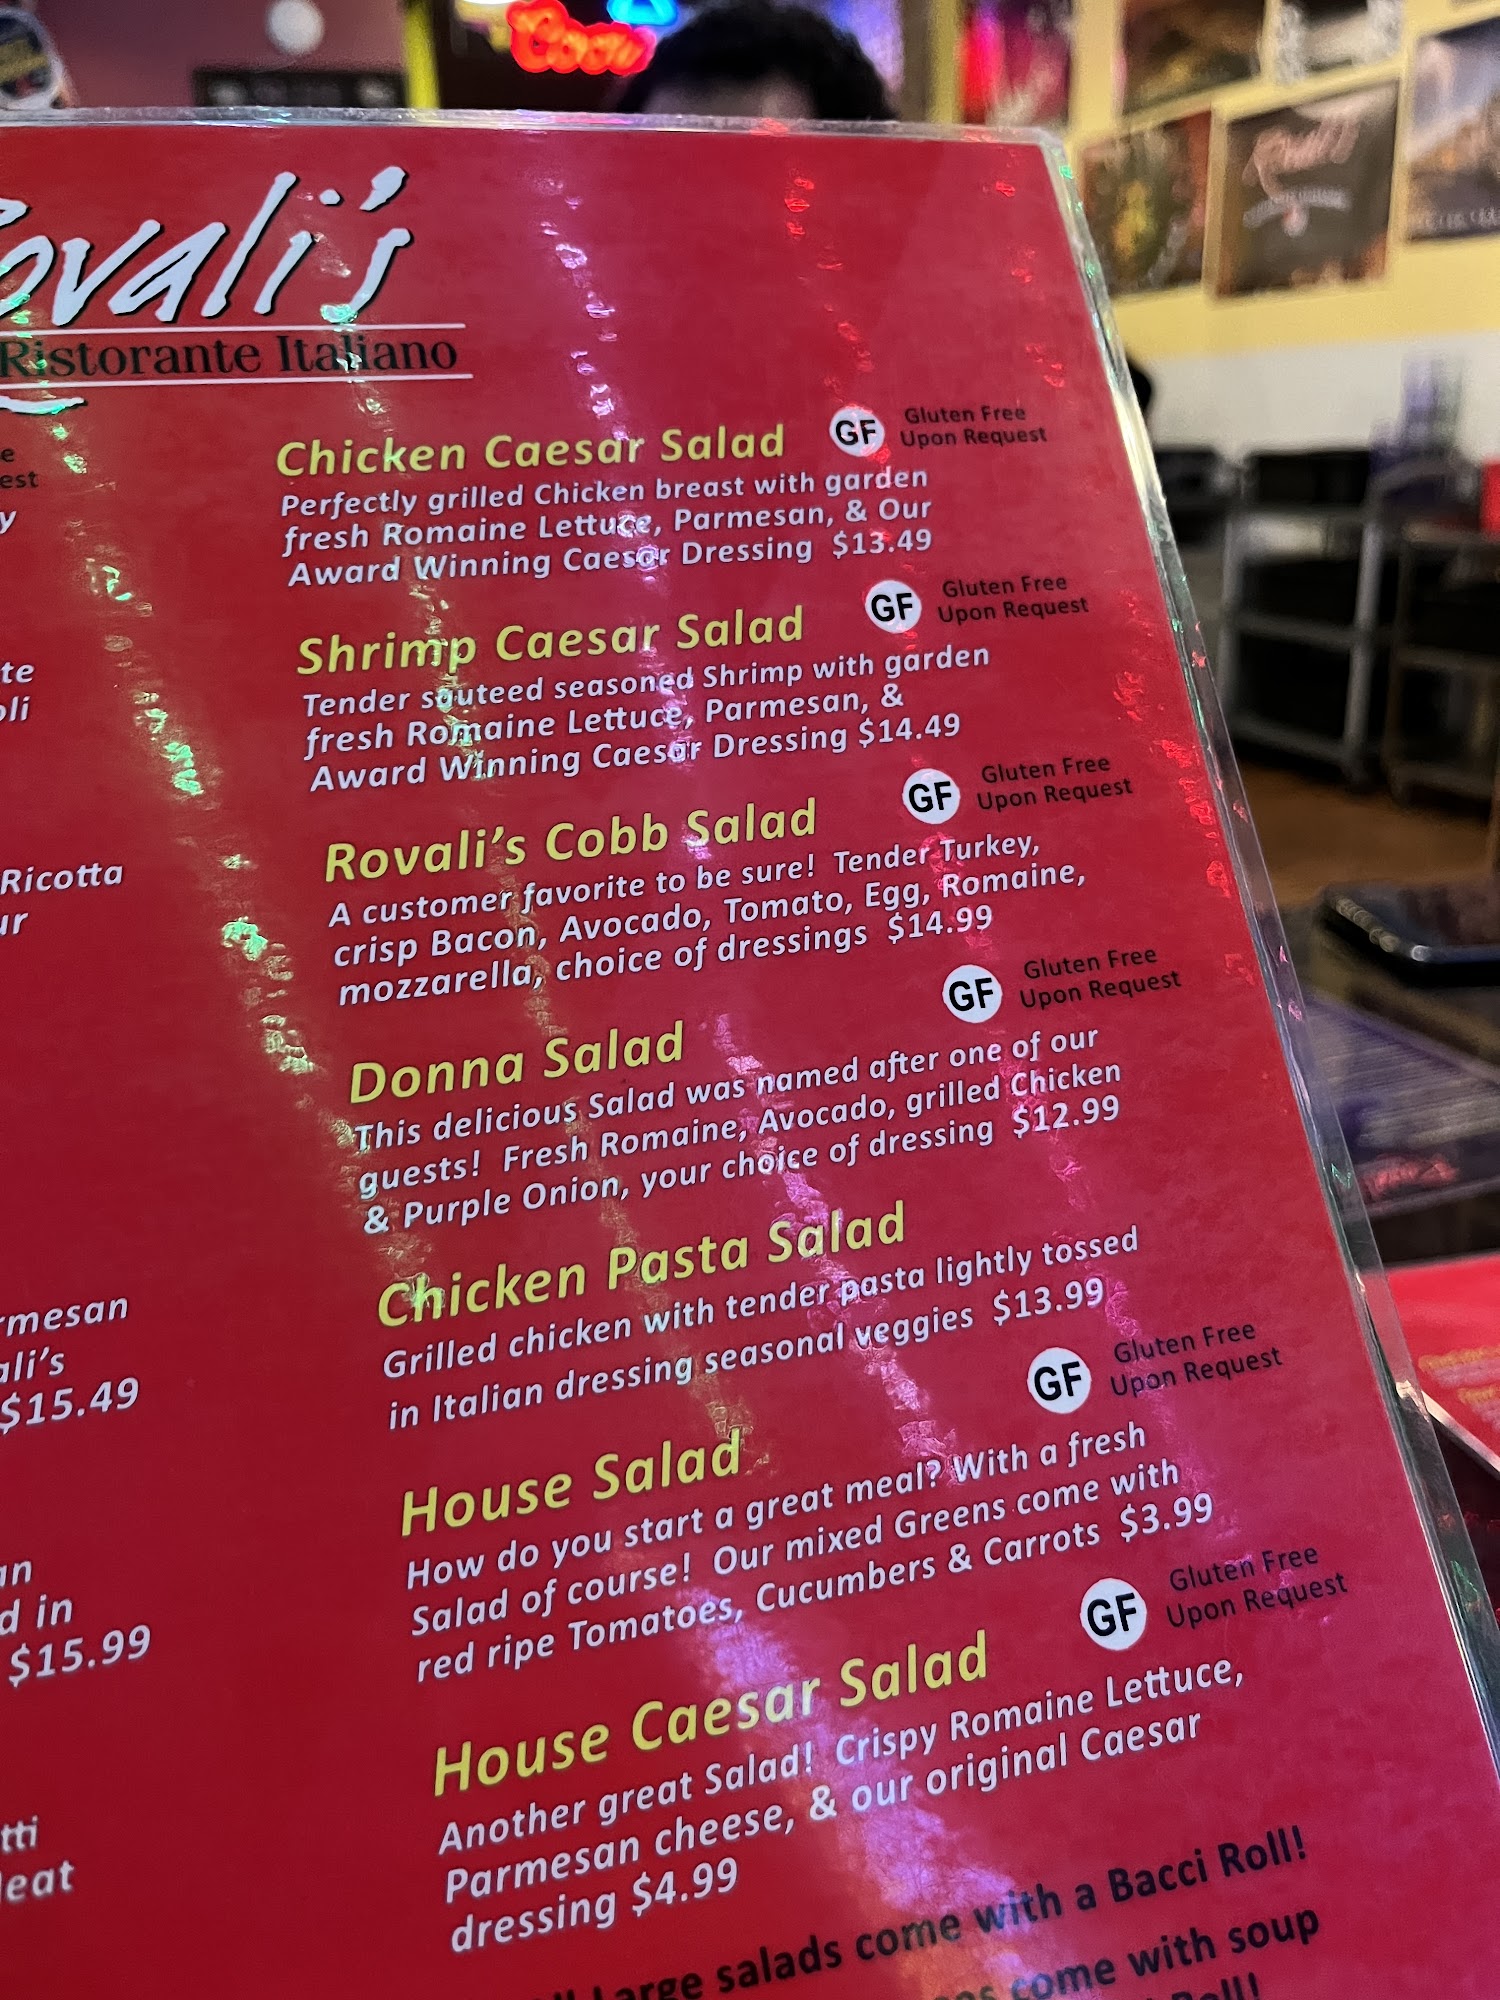 Rovali's
Ristorante Italiano
est
y
te
oli
Ricotta
ur
rmesan
ali's
$15.49
an
d in
$15.99
tti
Meat
Chicken Caesar Salad GF Gluten Free
Upon Request
Perfectly grilled Chicken breast with garden
fresh Romaine Lettuce, Parmesan, & Our
Award Winning Caesar Dressing $13.49
Shrimp Caesar Salad GF Gluten Free
Upon Request
Tender sauteed seasoned Shrimp with garden
fresh Romaine Lettuce, Parmesan, &
Award Winning Caesar Dressing $14.49
Rovali's Cobb Salad GF Gluten Free
Upon Request
A customer favorite to be sure! Tender Turkey,
crisp Bacon, Avocado, Tomato, Egg, Romaine,
mozzarella, choice of dressings $14.99
Donna Salad GF Gluten Free
Upon Request
This delicious Salad was named after one of our
guests! Fresh Romaine, Avocado, grilled Chicken
& Purple Onion, your choice of dressing $12.99
Chicken Pasta Salad
Grilled chicken with tender pasta lightly tossed
in Italian dressing seasonal veggies $13.99
House Salad GF Gluten Free
Upon Request
How do you start a great meal? With a fresh
Salad of course! Our mixed Greens come with
red ripe Tomatoes, Cucumbers & Carrots $3.99
House Caesar Salad GF Gluten Free
Upon Request
Another great Salad! Crispy Romaine Lettuce,
Parmesan cheese, & our original Caesar
dressing $4.99
Large salads come with a Bacci Roll!
come with soup
Roll!